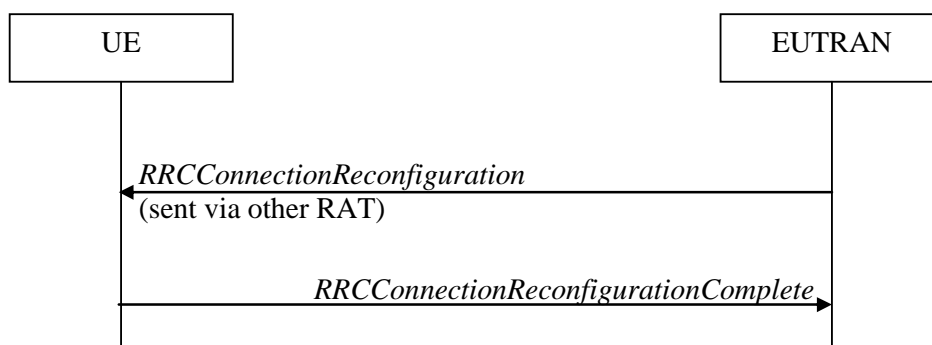 UE
EUTRAN
RRCConnectionReconfiguration
(sent via other RAT)
RRCConnectionReconfigurationComplete